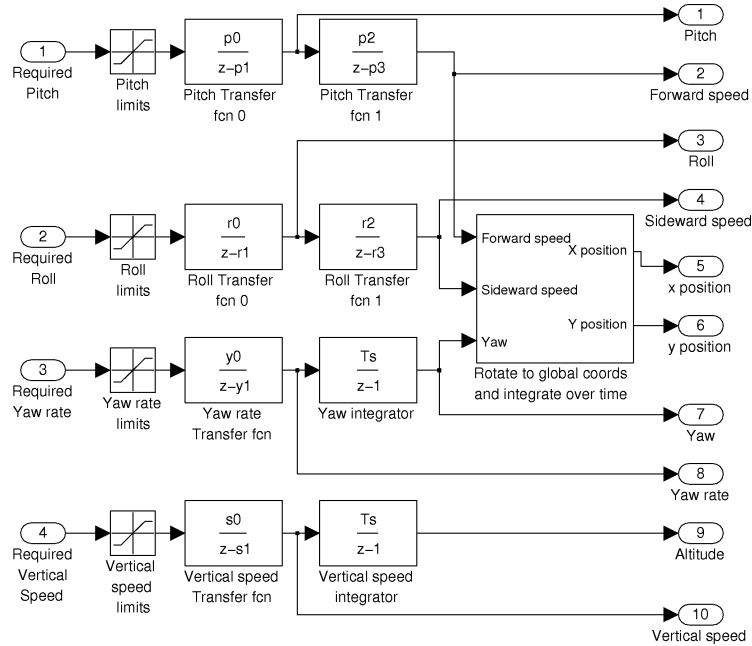 1
Required
Pitch
Pitch
limits
p0
z−p1
Pitch Transfer
fcn 0
p2
z−p3
Pitch Transfer
fcn 1
1
Pitch
2
Forward speed
3
Roll
2
Required
Roll
Roll
limits
r0
z−r1
Roll Transfer
fcn 0
r2
z−r3
Roll Transfer
fcn 1
4
Sideward speed
Forward speed
X position
Sideward speed
Y position
Yaw
Rotate to global coords
and integrate over time
5
x position
6
y position
3
Required
Yaw rate
Yaw rate
limits
y0
z−y1
Yaw rate
Transfer fcn
Ts
z−1
Yaw integrator
7
Yaw
8
Yaw rate
4
Required
Vertical
Speed
Vertical
speed
limits
s0
z−s1
Vertical speed
Transfer fcn
Ts
z−1
Vertical speed
integrator
9
Altitude
10
Vertical speed